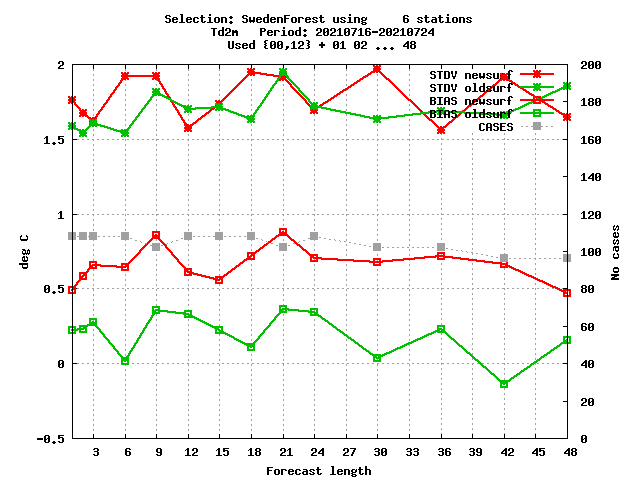 Selection: SwedenForest using 6 stations
Td2m Period: 20210716-20210724
Used {00,12} + 01 02 ... 48
2
1.5
1
0.5
0
-0.5
deg C
200
180
160
140
120
100
80
60
40
20
0
No cases
STDV newsurf
STDV oldsurf
BIAS newsurf
BIAS oldsurf
CASES
3 6 9 12 15 18 21 24 27 30 33 36 39 42 45 48
Forecast length